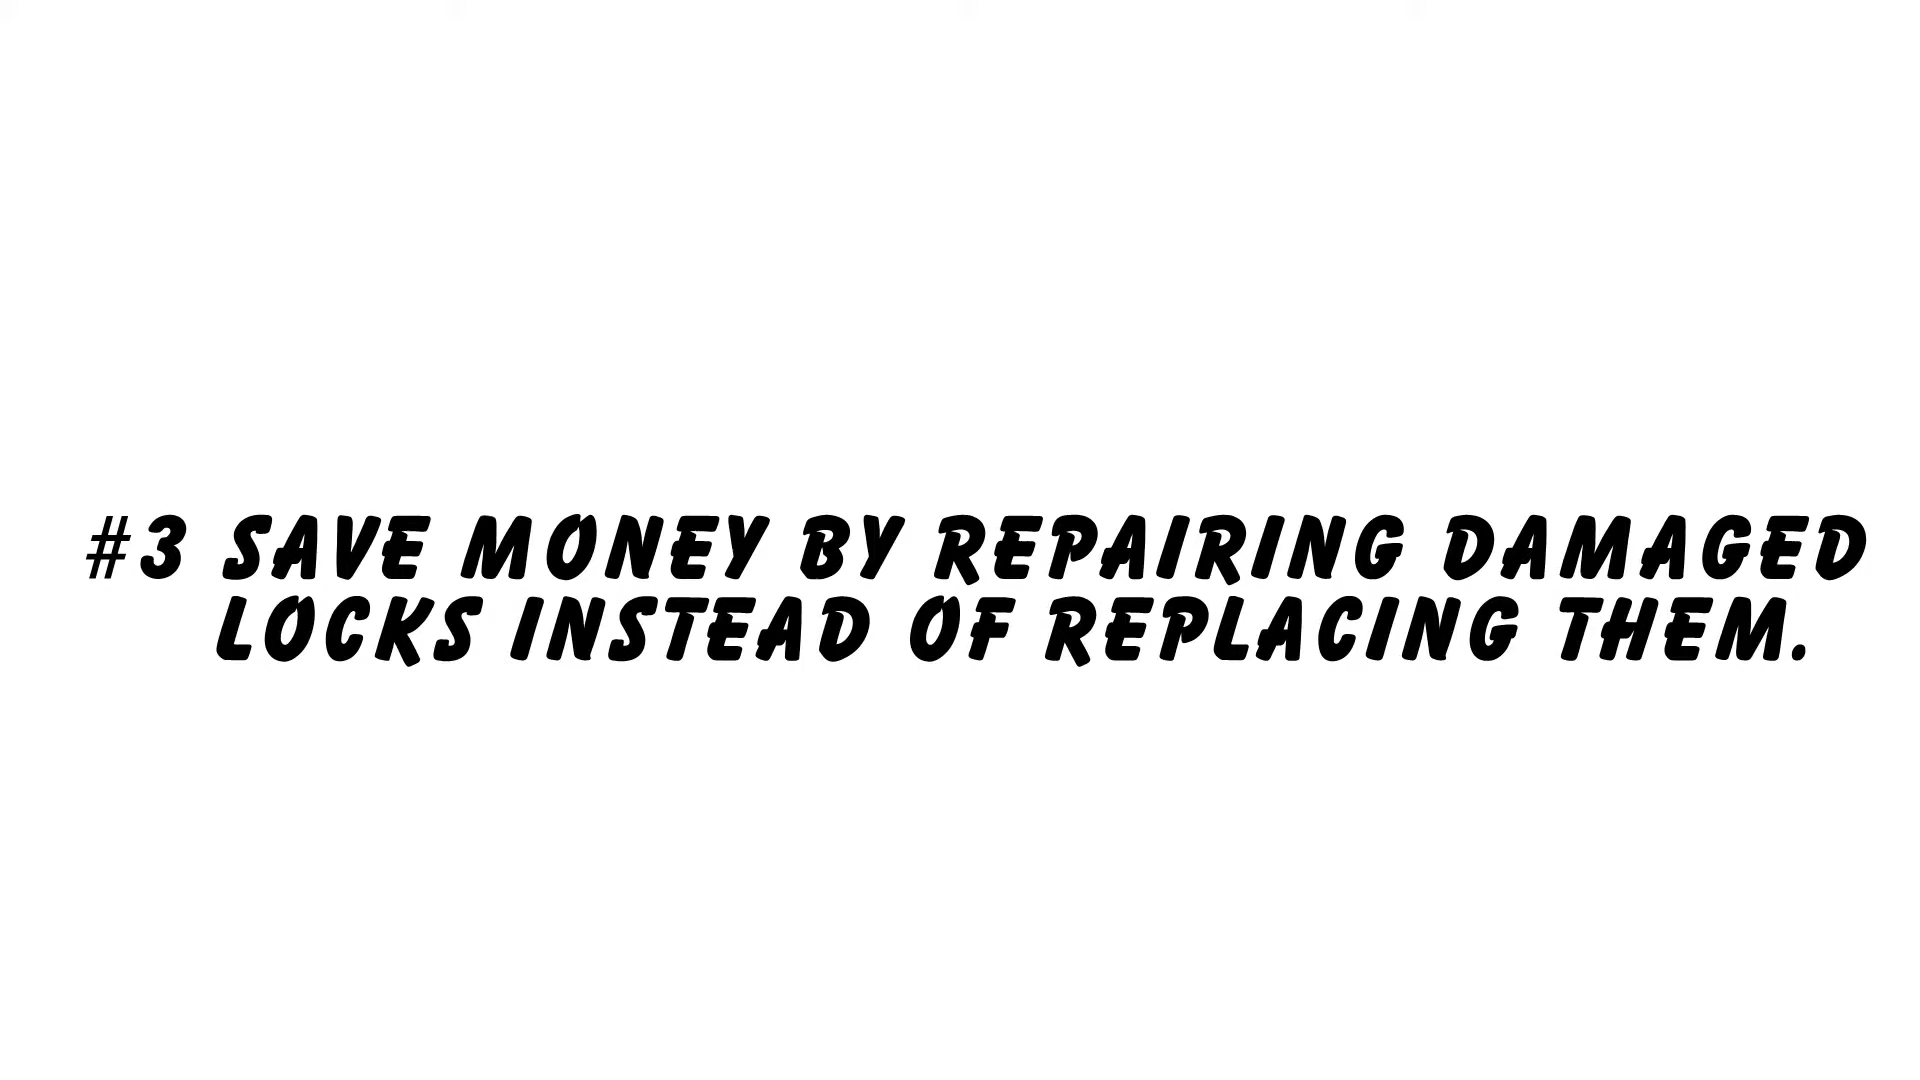 #3 SAVE MONEY BY REPAIRING DAMAGED
LOCKS INSTEAD OF REPLACING THEM.